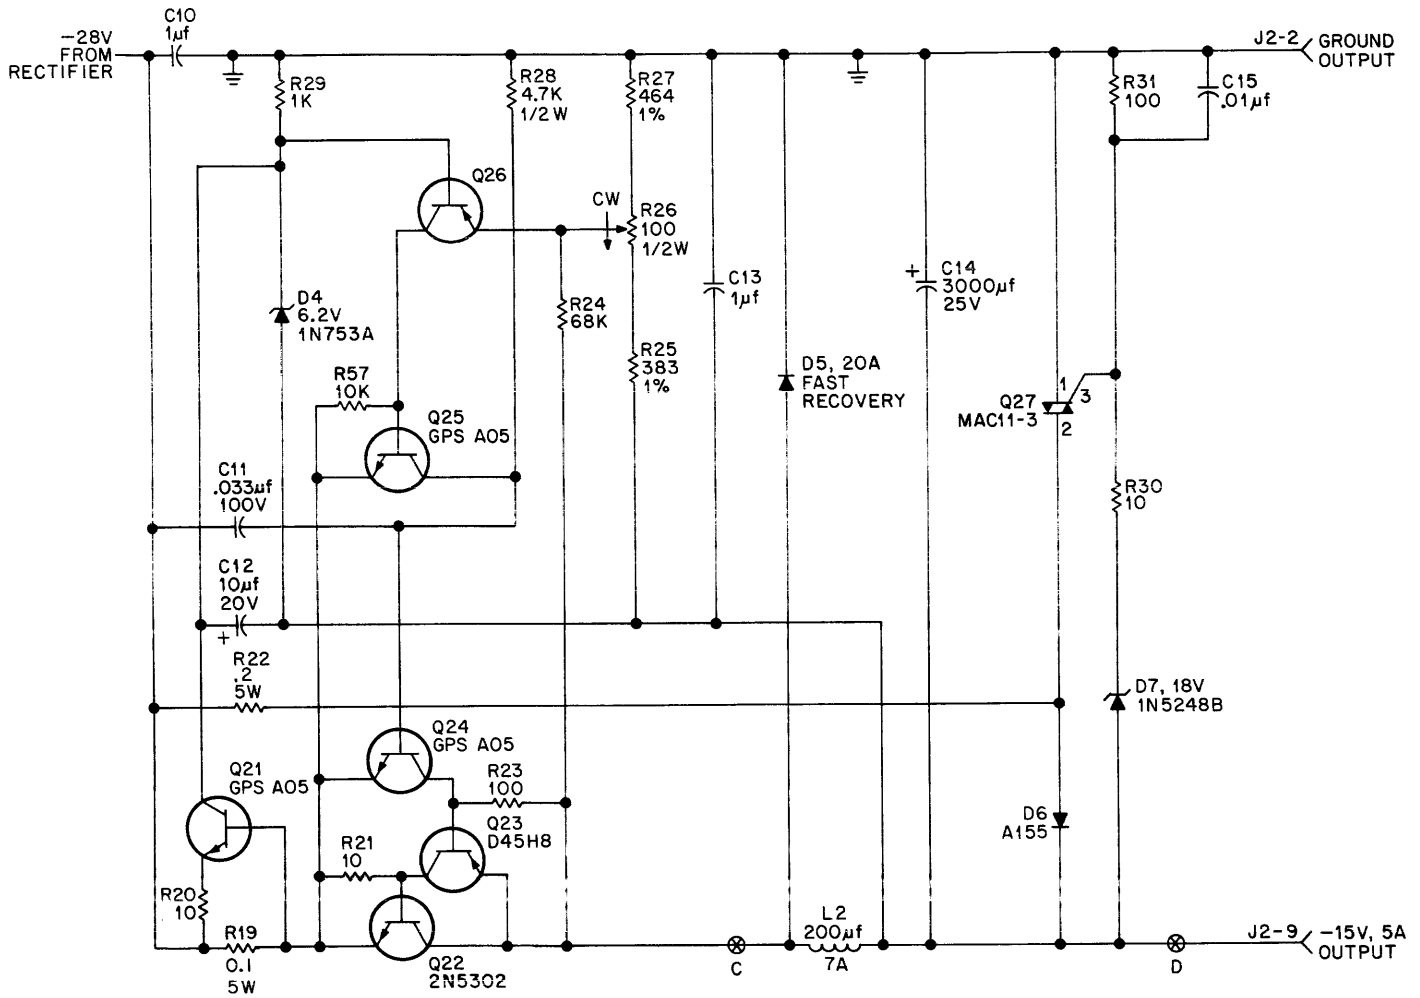 −28V
FROM
RECTIFIER
C10
1µf
J2-2
GROUND
OUTPUT
R29
1K
R28
4.7K
1/2W
R27
464
1%
R31
100
C15
.01µf
Q26
CW
R26
100
1/2W
C13
1µf
+
C14
3000µf
25V
D4
6.2V
1N753A
R24
68K
R25
383
1%
D5, 20A
FAST
RECOVERY
R57
10K
Q25
GPS A05
1
3
2
Q27
MAC11-3
C11
.033µf
100V
R30
10
C12
10µf
20V
+
R22
.2
5W
D7, 18V
1N5248B
Q24
GPS A05
Q21
GPS A05
R23
100
Q23
D45H8
D6
A155
R21
10
R20
10
R19
0.1
5W
Q22
2N5302
C
L2
200µf
7A
D
J2-9
−15V, 5A
OUTPUT